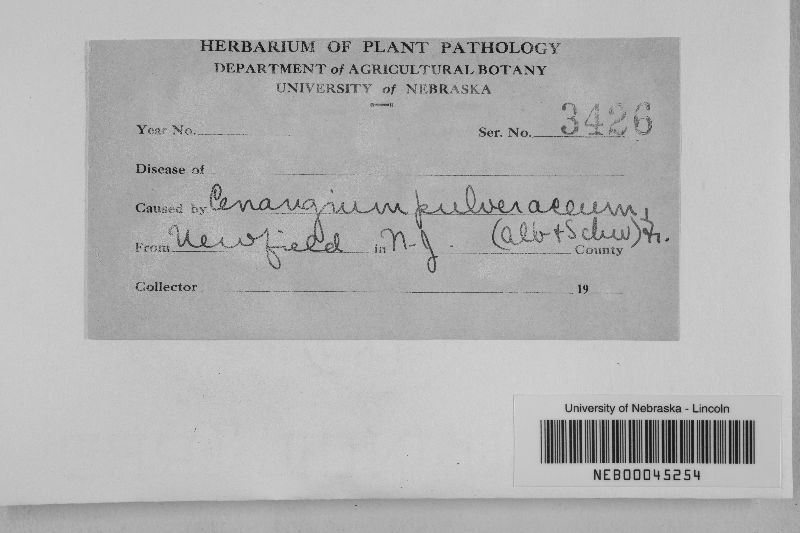 HERBARIUM OF PLANT PATHOLOGY
DEPARTMENT of AGRICULTURAL BOTANY
UNIVERSITY of NEBRASKA
Year No. Ser. No. 3426
Disease of
Caused by Cenangium pulveraceum,
From Newfield in N-J. (Alb + Schw) Fr. County
Collector 19
University of Nebraska - Lincoln
NEB00045254